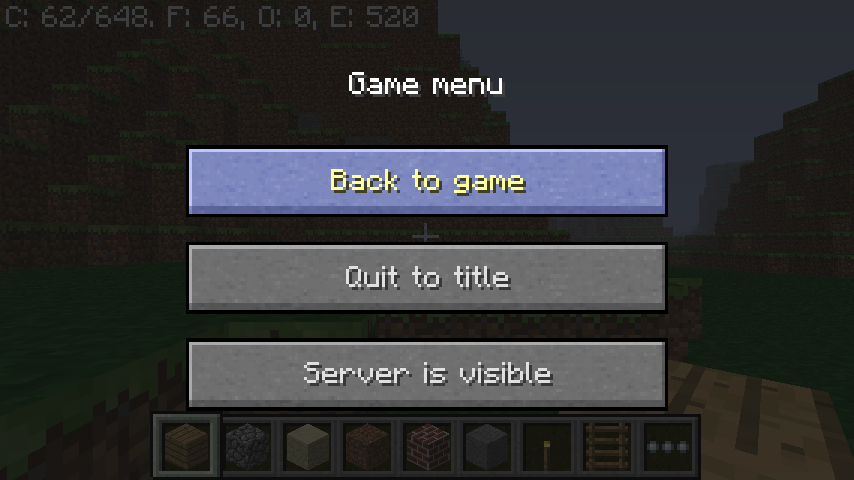 C: 62/648. F: 66, O: 0, E: 520
Game menu
Back to game
Quit to title
Server is visible